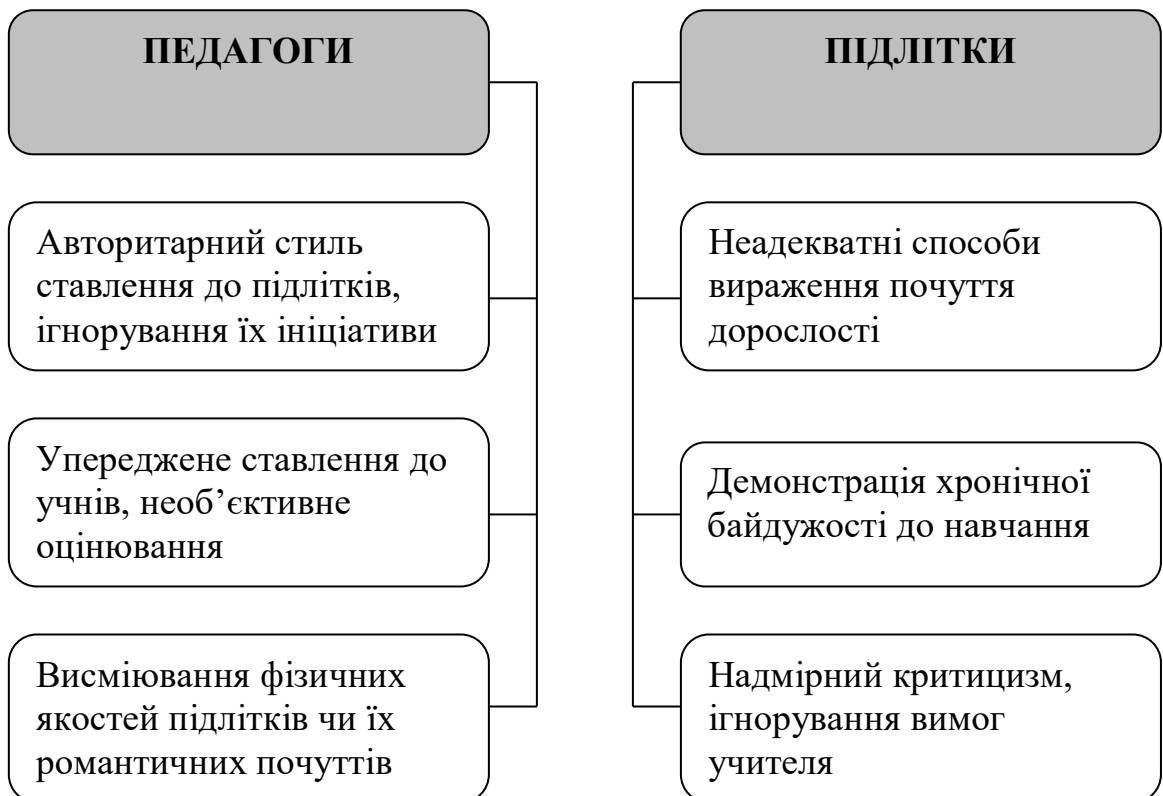 ПЕДАГОГИ
Авторитарний стиль
ставлення до підлітків,
ігнорування їх ініціативи
Упереджене ставлення до
учнів, необ’єктивне
оцінювання
Висміювання фізичних
якостей підлітків чи їх
романтичних почуттів
ПІДЛІТКИ
Неадекватні способи
вираження почуття
дорослості
Демонстрація хронічної
байдужості до навчання
Надмірний критицизм,
ігнорування вимог
учителя